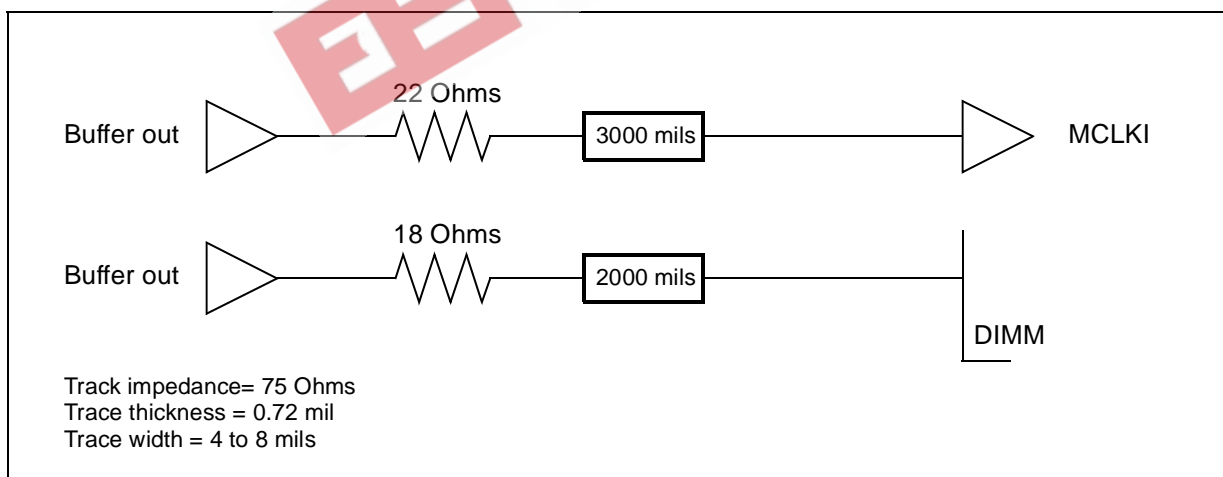 22 Ohms
Buffer out
3000 mils
MCLKI
18 Ohms
Buffer out
2000 mils
DIMM
Track impedance= 75 Ohms
Trace thickness = 0.72 mil
Trace width = 4 to 8 mils